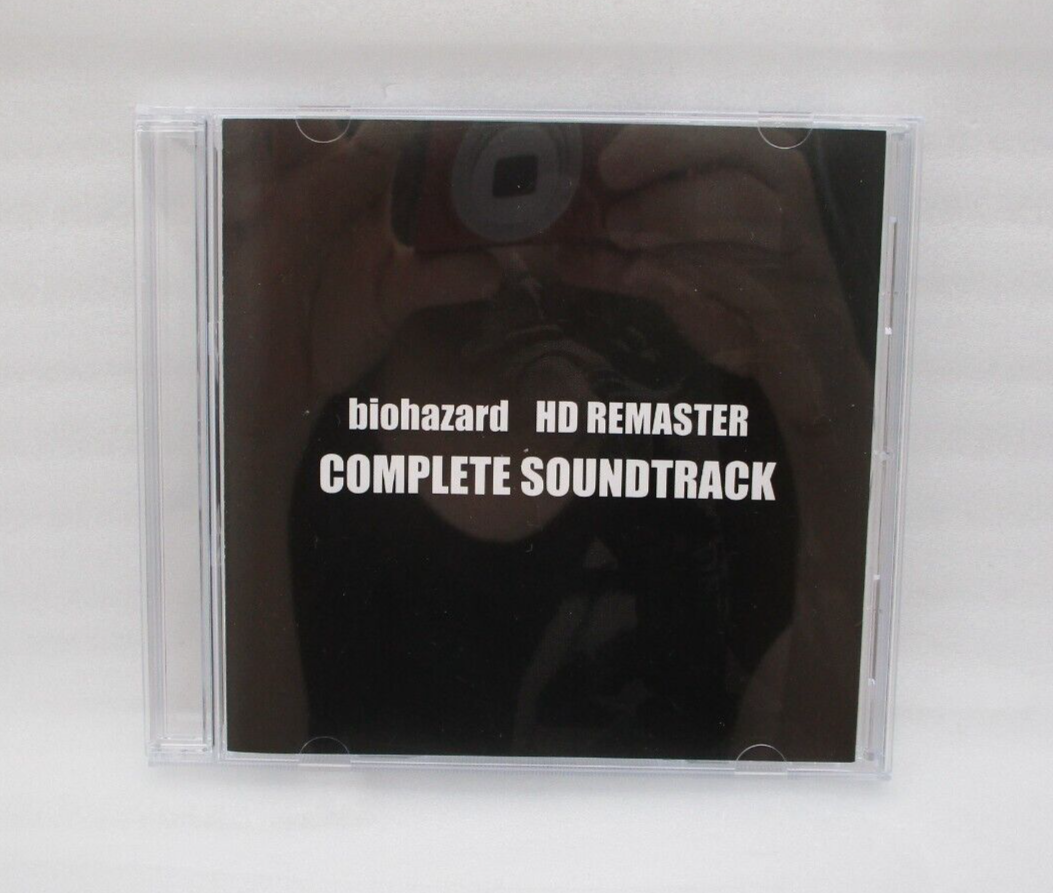 biohazard HD REMASTER
COMPLETE SOUNDTRACK